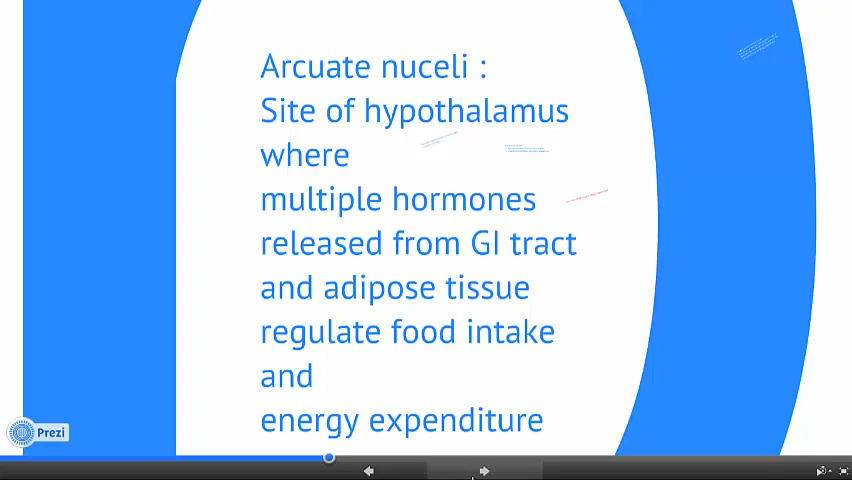 Arcuate nuceli :
Site of hypothalamus
where
multiple hormones
released from GI tract
and adipose tissue
regulate food intake
and
energy expenditure
Prezi